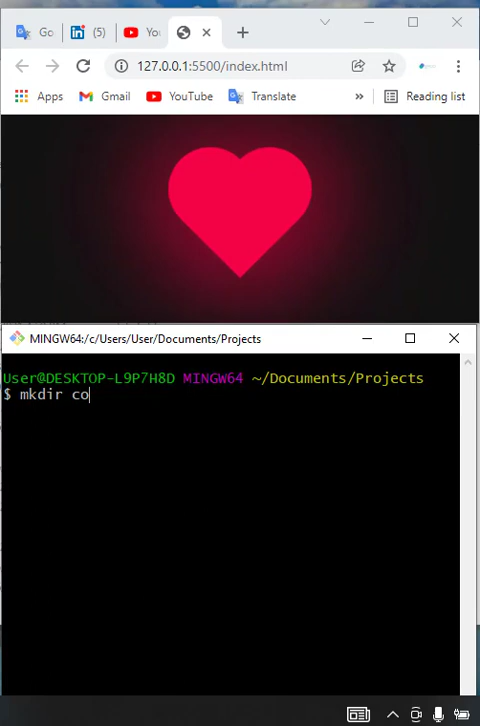 Go
(5)
You
127.0.0.1:5500/index.html
Apps Gmail YouTube Translate » Reading list
MINGW64:/c/Users/User/Documents/Projects
User@DESKTOP-L9P7H8D MINGW64 ~/Documents/Projects
$ mkdir co